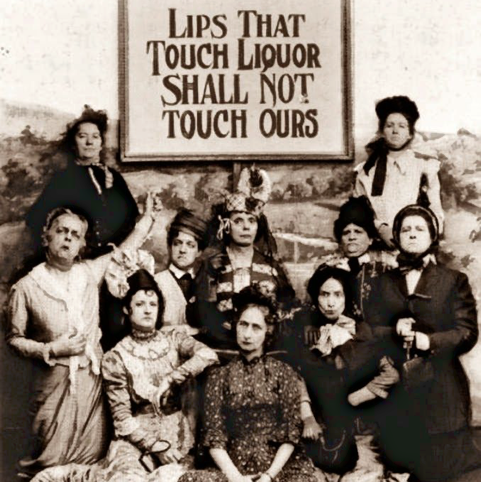 LIPS THAT
TOUCH LIQUOR
SHALL NOT
TOUCH OURS